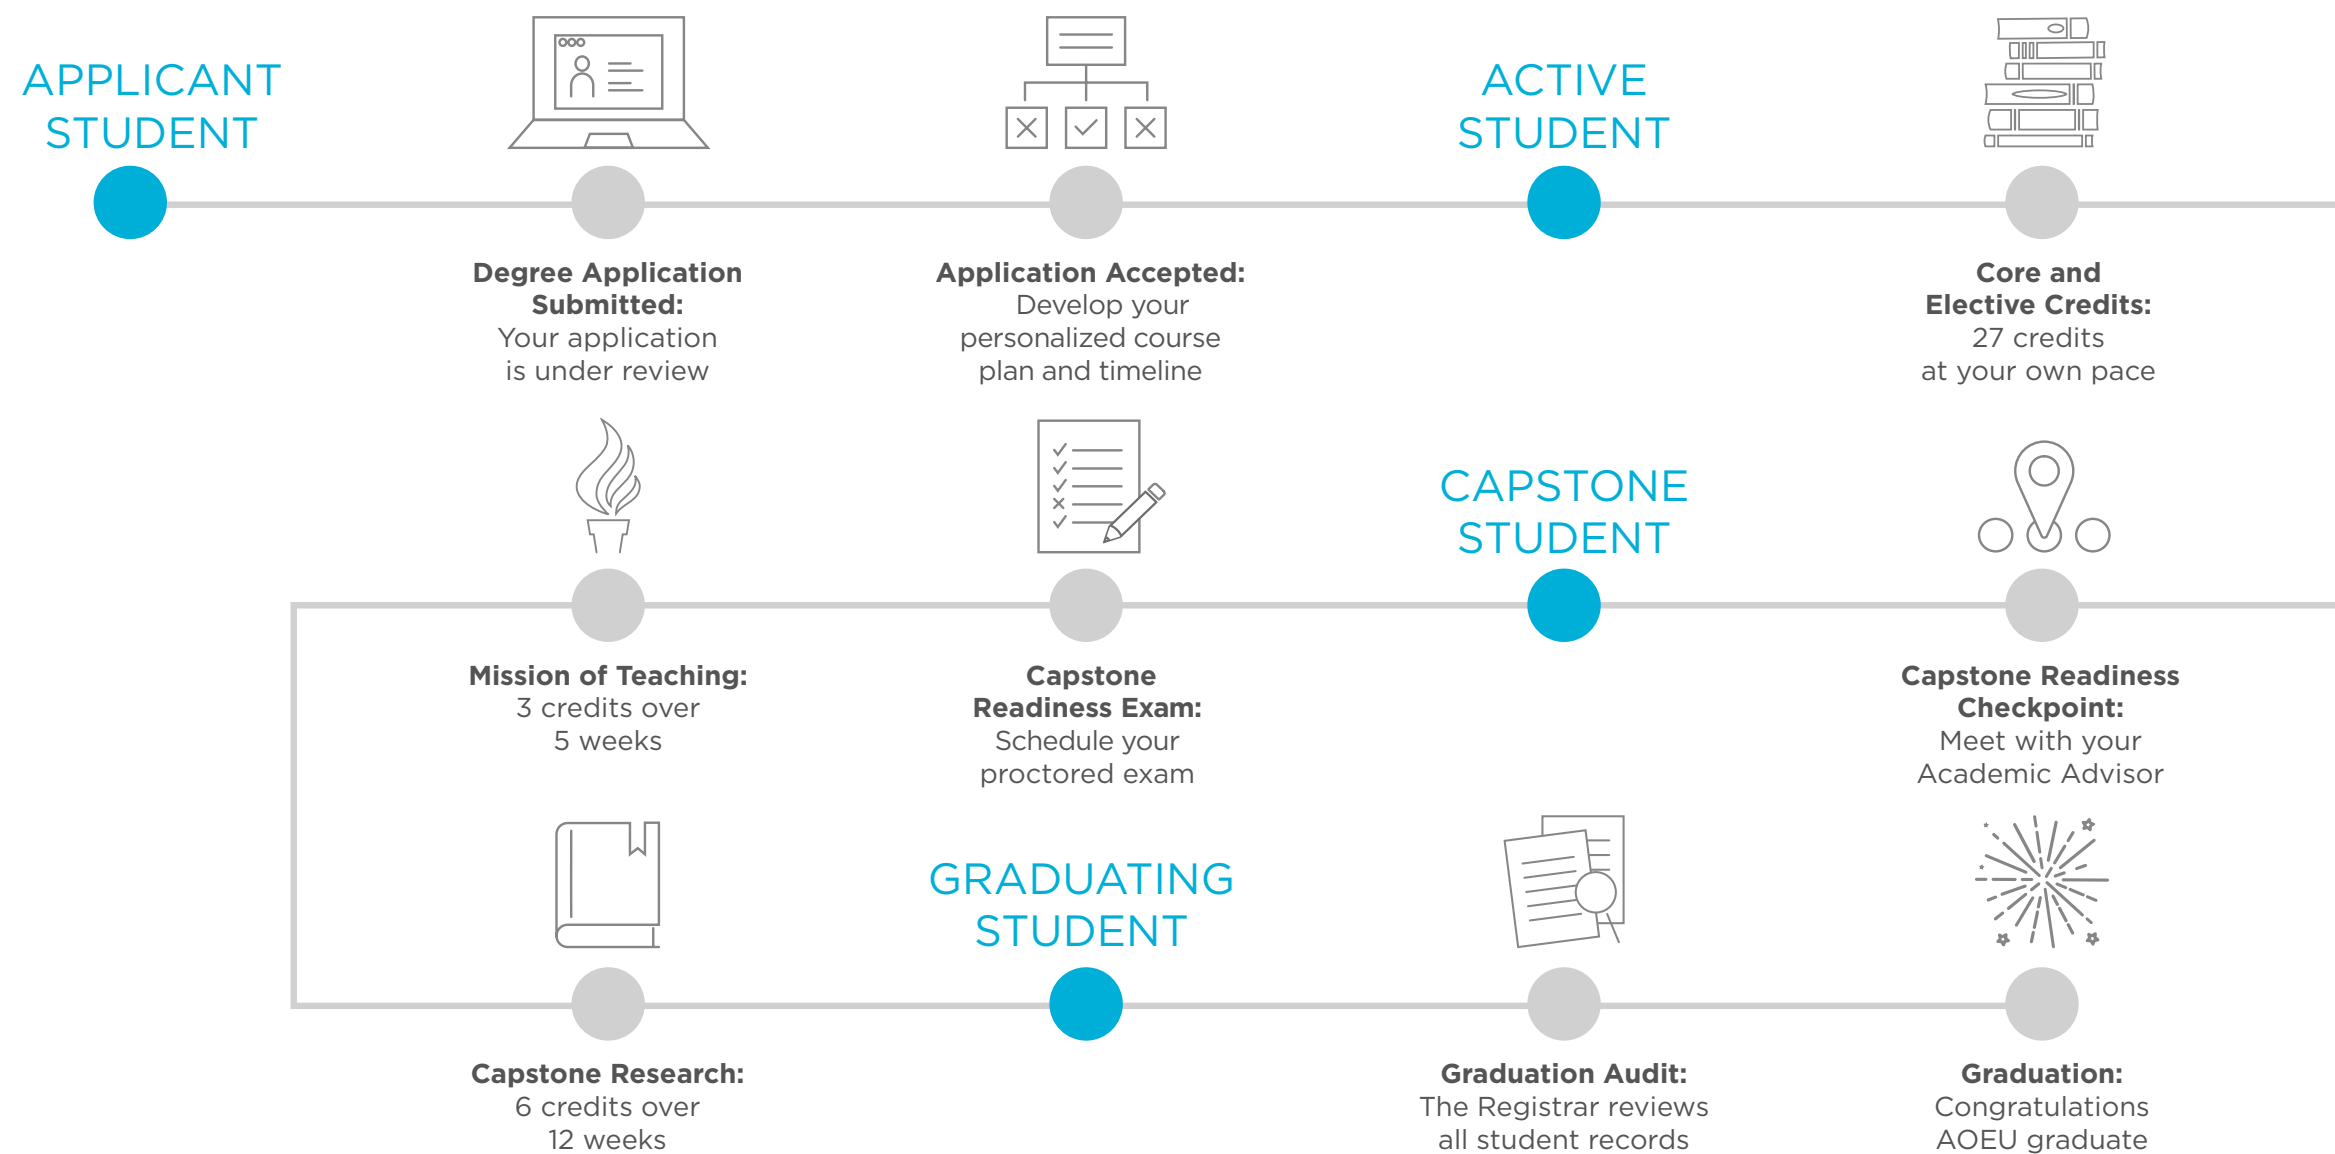 APPLICANT
STUDENT
Degree Application
Submitted:
Your application
is under review
Application Accepted:
Develop your
personalized course
plan and timeline
ACTIVE
STUDENT
Core and
Elective Credits:
27 credits
at your own pace
Mission of Teaching:
3 credits over
5 weeks
Capstone
Readiness Exam:
Schedule your
proctored exam
CAPSTONE
STUDENT
Capstone Readiness
Checkpoint:
Meet with your
Academic Advisor
Capstone Research:
6 credits over
12 weeks
GRADUATING
STUDENT
Graduation Audit:
The Registrar reviews
all student records
Graduation:
Congratulations
AOEU graduate